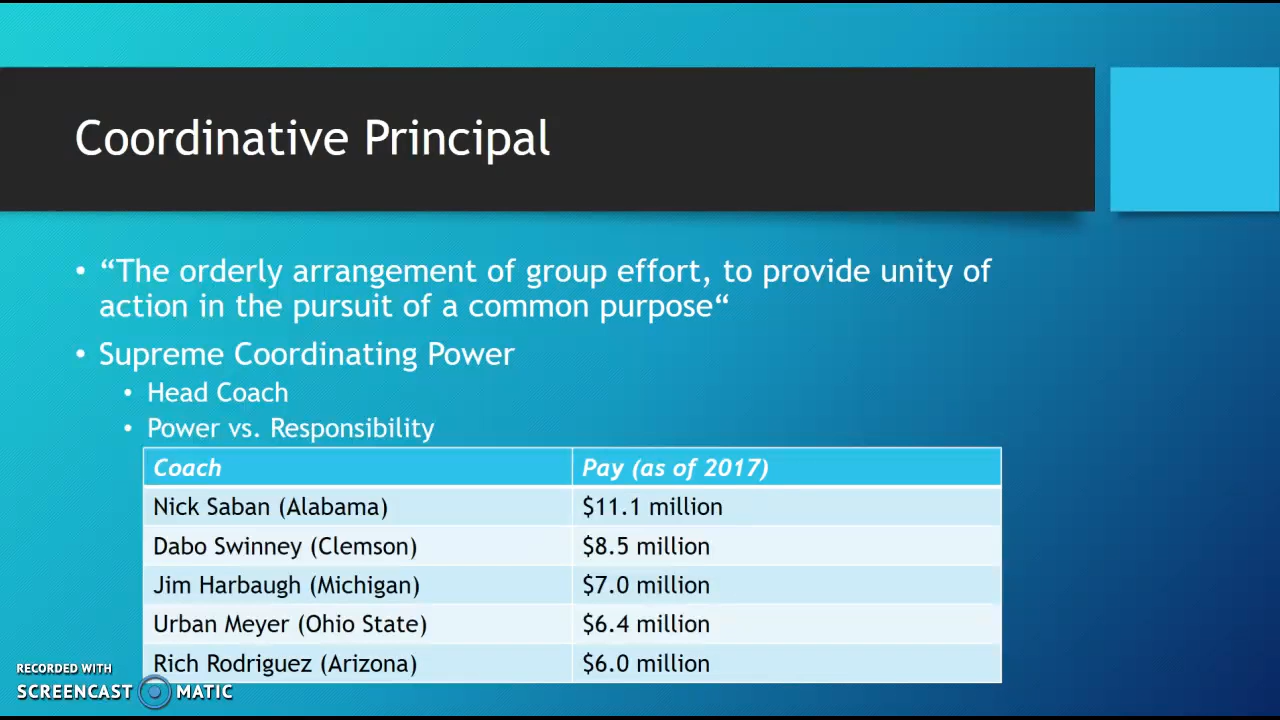 Coordinative Principal
• “The orderly arrangement of group effort, to provide unity of
action in the pursuit of a common purpose“
• Supreme Coordinating Power
• Head Coach
• Power vs. Responsibility
Coach Pay (as of 2017)
Nick Saban (Alabama) $11.1 million
Dabo Swinney (Clemson) $8.5 million
Jim Harbaugh (Michigan) $7.0 million
Urban Meyer (Ohio State) $6.4 million
Rich Rodriguez (Arizona) $6.0 million
RECORDED WITH
SCREENCAST MATIC